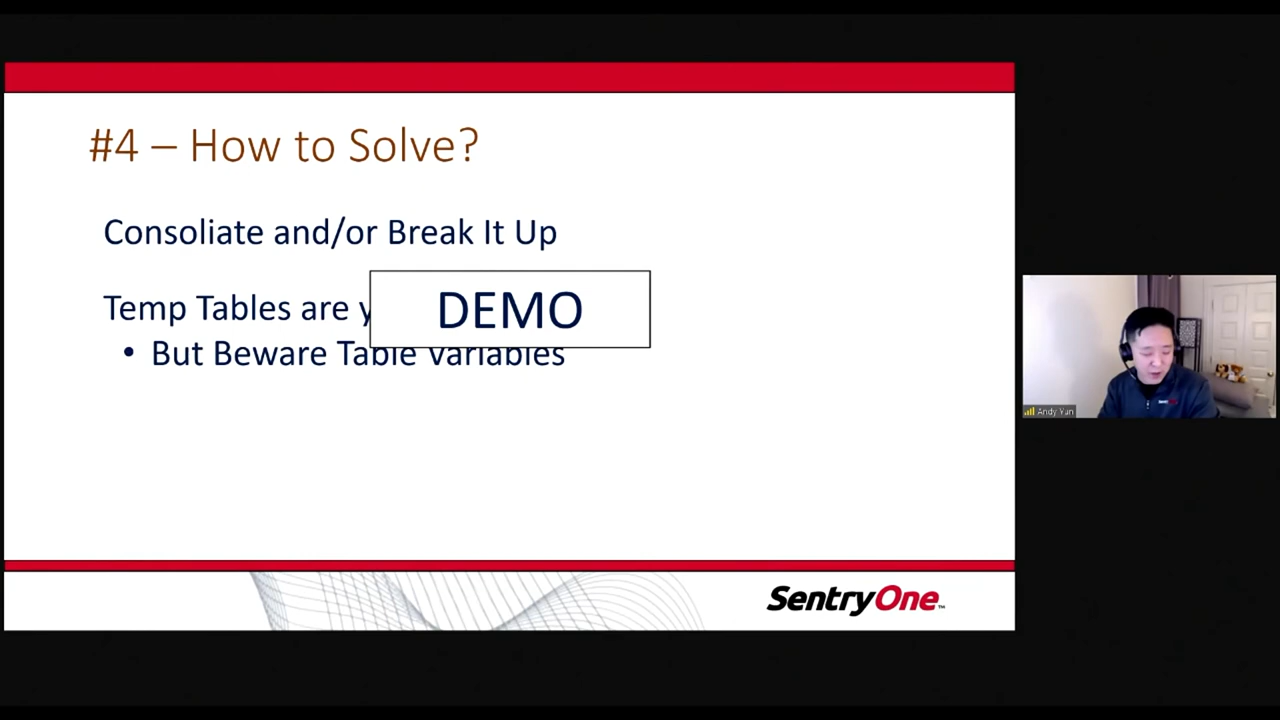 #4 – How to Solve?
Consoliate and/or Break It Up
Temp Tables are
DEMO
• But Beware Table Variables
SentryOne™
Andy Yun